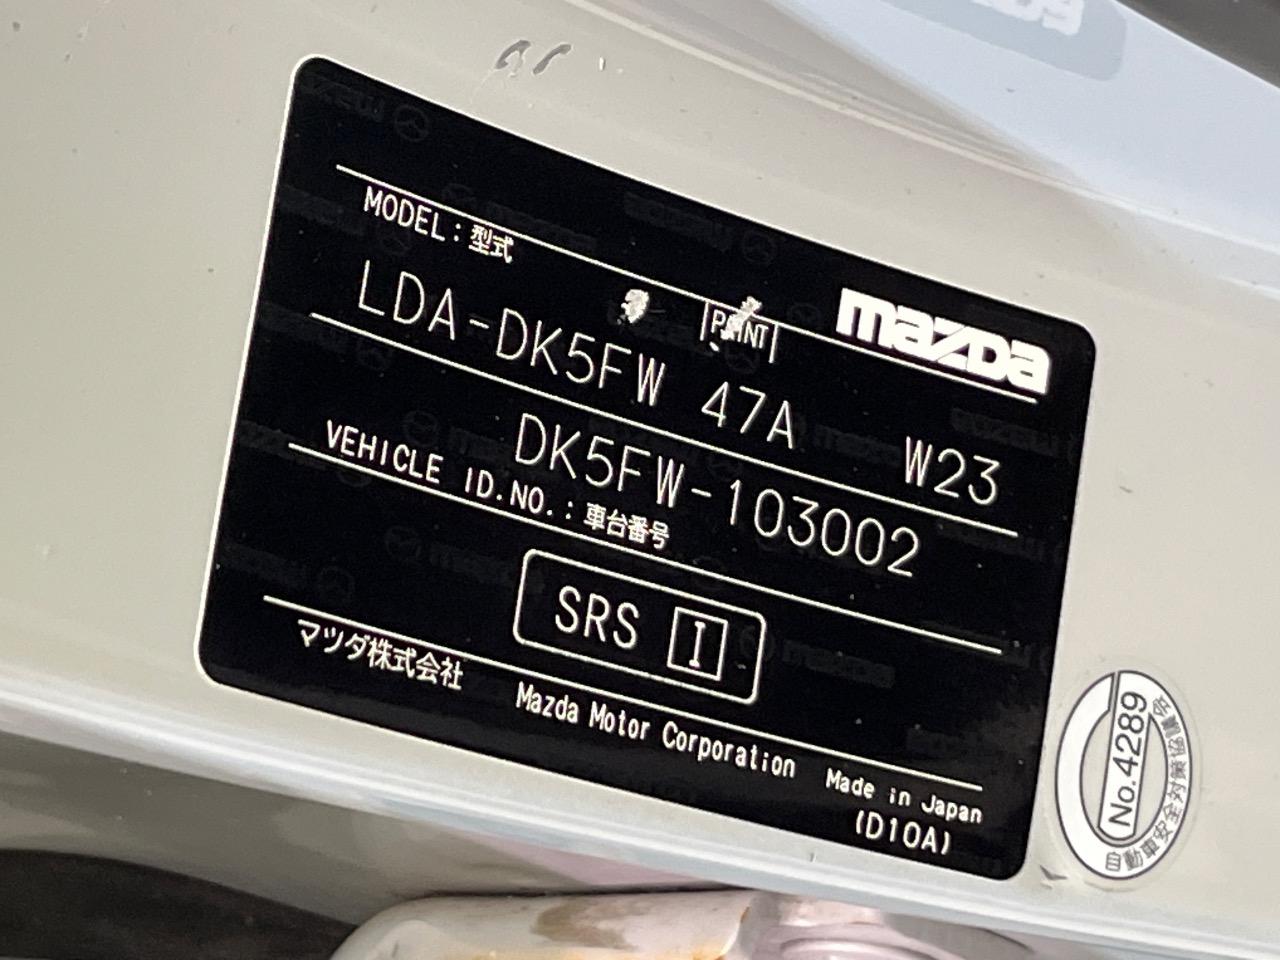 mazda
MODEL:型式
PAINT
LDA-DK5FW 47A W23
DK5FW-103002
VEHICLE ID.NO.:車台番号
SRS I
マツダ株式会社 Mazda Motor Corporation Made in Japan
(D10A)
No.4289
自動車安全対策協議会